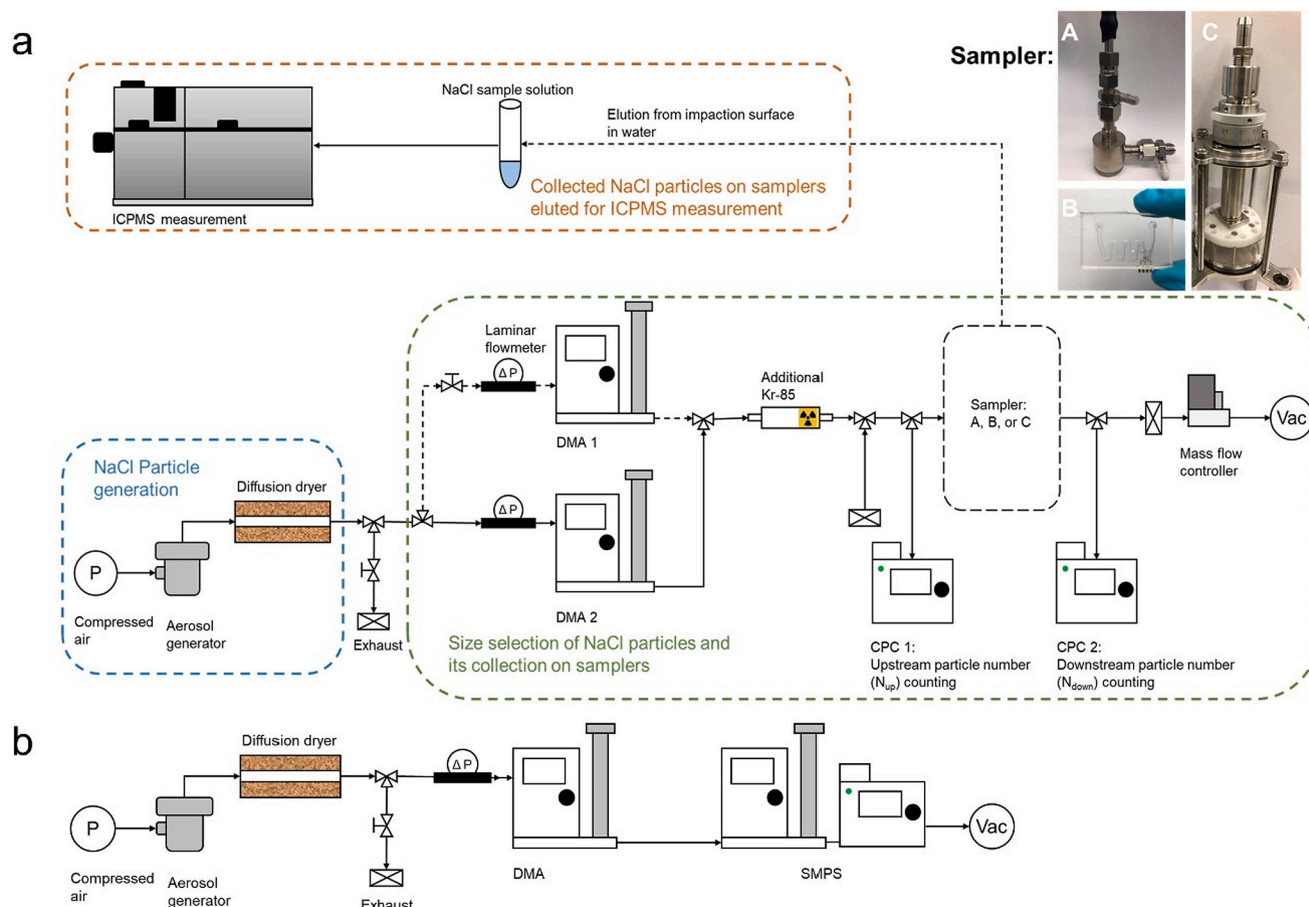 a
Sampler:
A
C
B
NaCl sample solution
Elution from impaction surface
in water
Collected NaCl particles on samplers
eluted for ICPMS measurement
ICPMS measurement
Laminar
flowmeter
Δ P
DMA 1
Additional
Kr-85
Sampler:
A, B, or C
Vac
Mass flow
controller
NaCl Particle
generation
Diffusion dryer
Δ P
P
Compressed
air
Aerosol
generator
Exhaust
DMA 2
Size selection of NaCl particles and
its collection on samplers
CPC 1:
Upstream particle number
(Nup) counting
CPC 2:
Downstream particle number
(Ndown) counting
b
Diffusion dryer
Δ P
P
Vac
Compressed
air
Aerosol
generator
Exhaust
DMA
SMPS